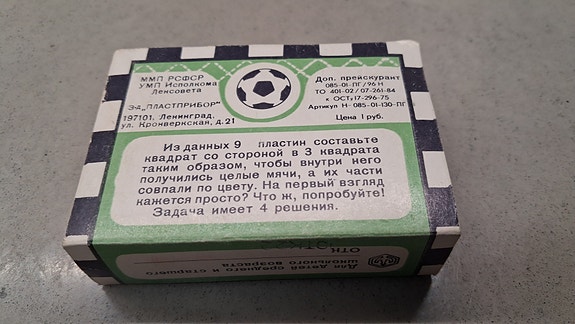 ММП РСФСР
УМП Исполкома
Ленсовета
З-д „ПЛАСТПРИБОР"
197101, Ленинград,
ул. Кронверкская, д.21
Доп. прейскурант
085-01-ПГ/96 Н
ТО 401-02/07-261-84
к ОСТу 17-296-75
Артикул Н- 085-01-130-ПГ
Цена 1 руб.
Из данных 9 пластин составьте
квадрат со стороной в 3 квадрата
таким образом, чтобы внутри него
получились целые мячи, а их части
совпали по цвету. На первый взгляд
кажется просто? Что ж, попробуйте!
Задача имеет 4 решения.
ОТК
Для детей среднего и старшего
школьного возраста